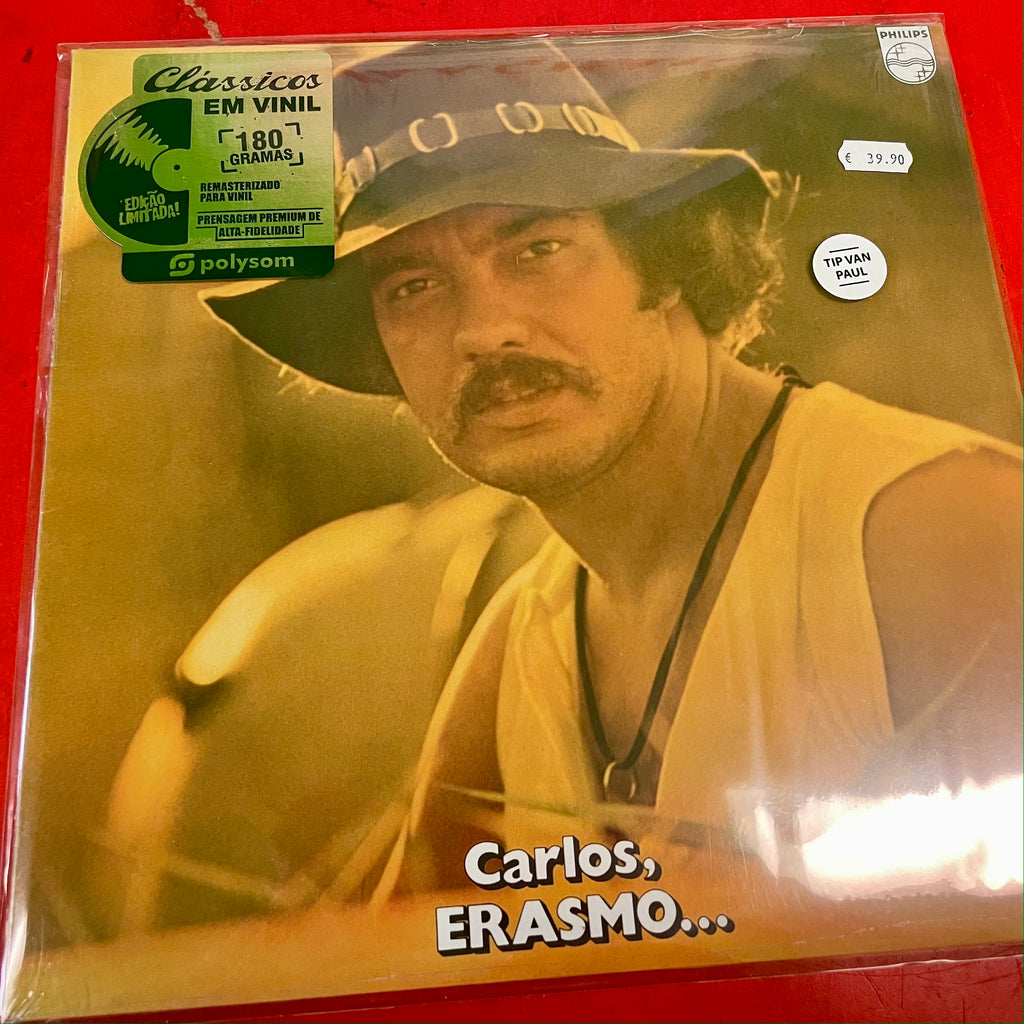 Clássicos
EM VINIL
180
GRAMAS
REMASTERIZADO
PARA VINIL
EDIÇÃO
LIMITADA!
PRENSAGEM PREMIUM DE
ALTA-FIDELIDADE
polysom
PHILIPS
€ 39.90
TIP VAN
PAUL
Carlos,
ERASMO...